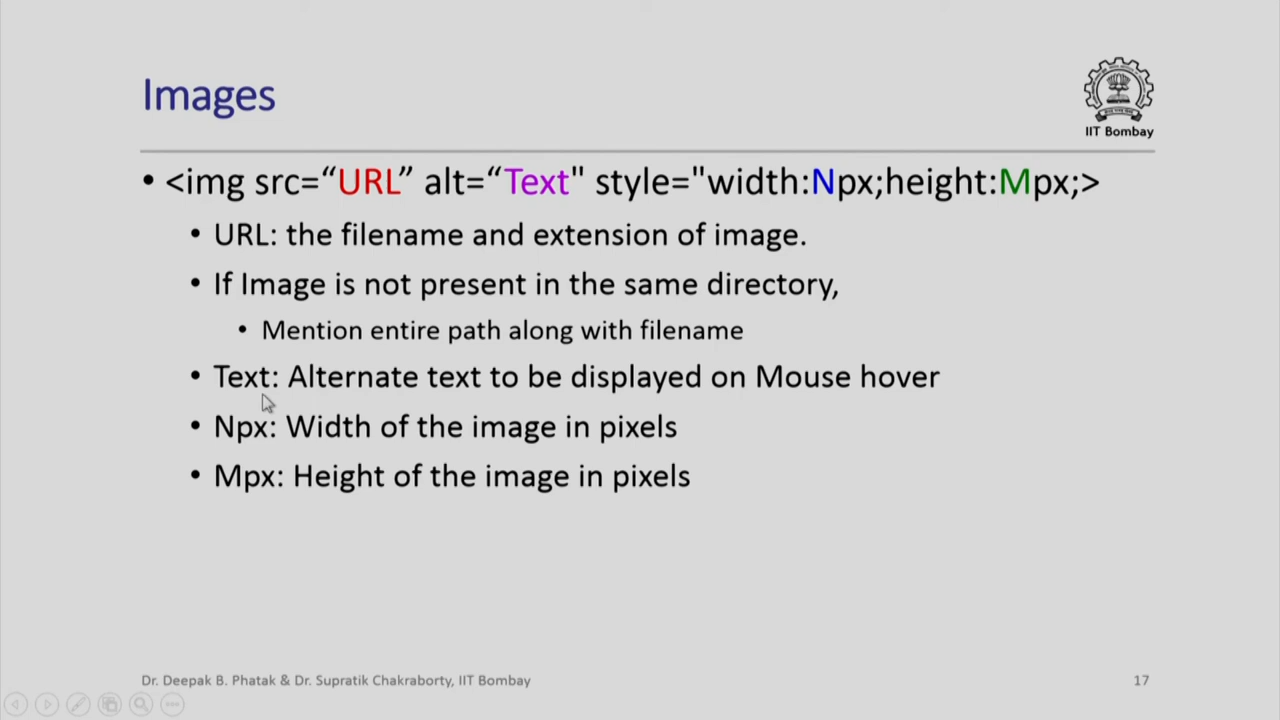 Images
IIT Bombay
• <img src=“URL” alt=“Text" style="width:Npx;height:Mpx;>
• URL: the filename and extension of image.
• If Image is not present in the same directory,
• Mention entire path along with filename
• Text: Alternate text to be displayed on Mouse hover
• Npx: Width of the image in pixels
• Mpx: Height of the image in pixels
Dr. Deepak B. Phatak & Dr. Supratik Chakraborty, IIT Bombay
17